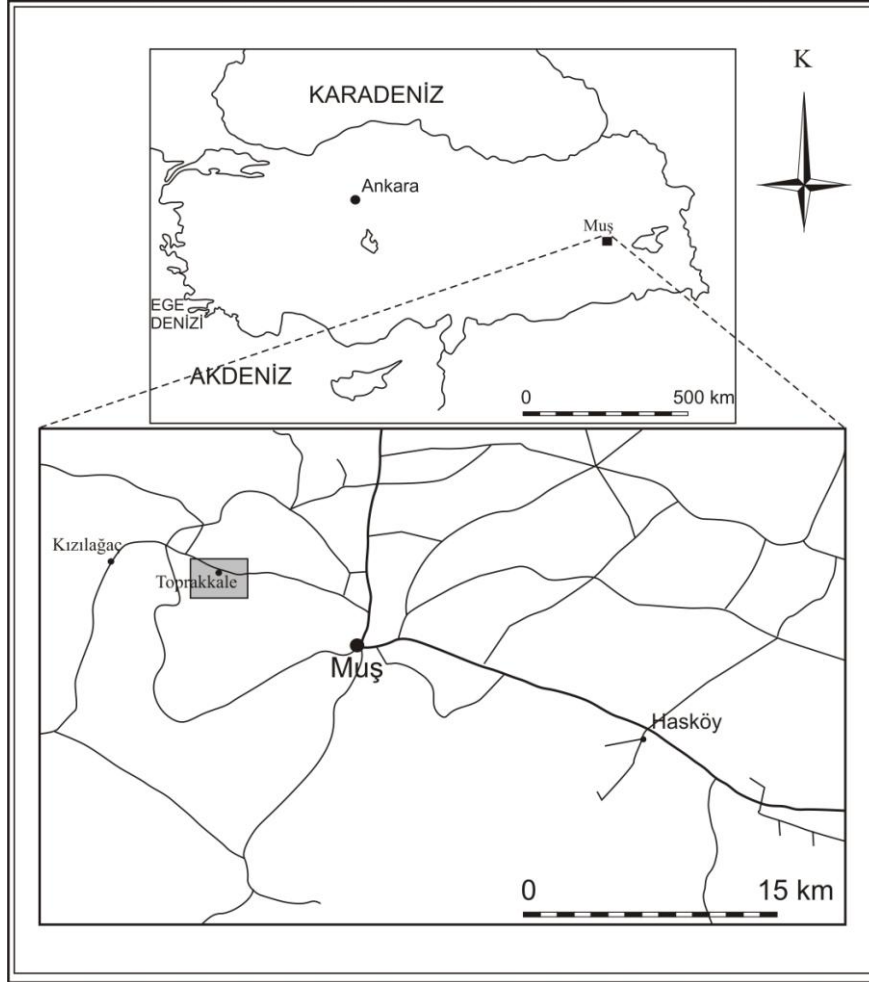 K
KARADENİZ
Ankara
Muş
EGE
DENİZİ
AKDENİZ
0 500 km
Kızılağaç
Toprakkale
Muş
Hasköy
0 15 km